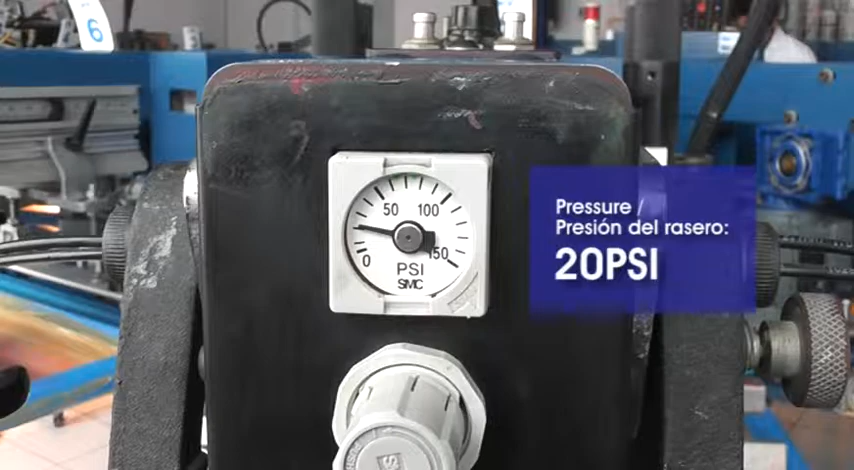 6
50 100
0 150
PSI
SMC
Pressure /
Presión del rasero:
20PSI